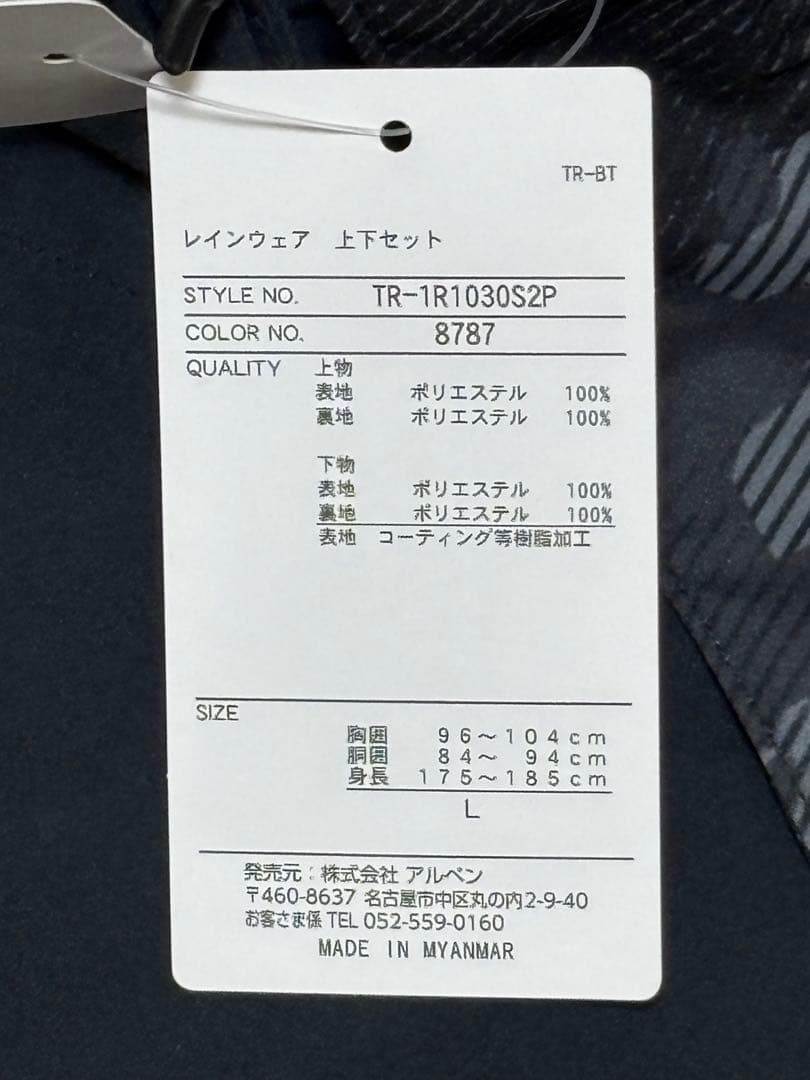 TR-BT
レインウェア 上下セット
STYLE NO. TR-1R1030S2P
COLOR NO. 8787
QUALITY 上物
表地 ポリエステル 100%
裏地 ポリエステル 100%
下物
表地 ポリエステル 100%
裏地 ポリエステル 100%
表地 コーティング等樹脂加工
SIZE
胸囲 96〜104cm
胴囲 84〜 94cm
身長 175〜185cm
L
発売元:株式会社 アルペン
〒460-8637 名古屋市中区丸の内2-9-40
お客さま係 TEL 052-559-0160
MADE IN MYANMAR